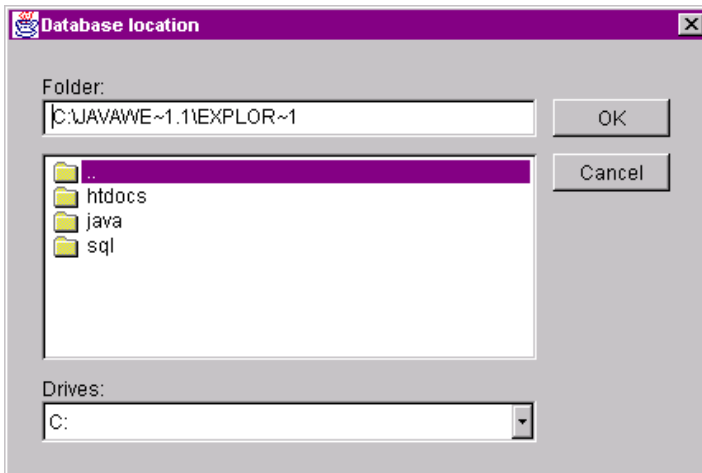 Database location
Folder:
C:\JAVAWE~1.1\EXPLOR~1
OK
..
Cancel
htdocs
java
sql
Drives:
C: